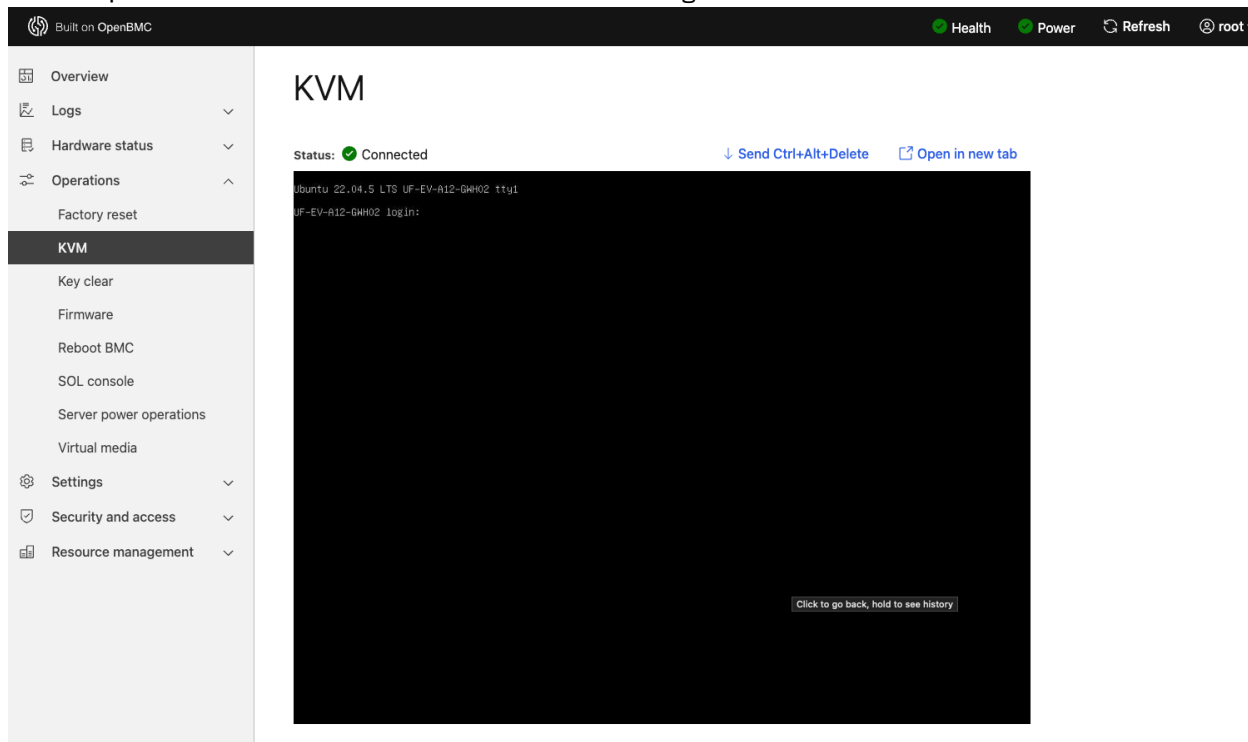 Built on OpenBMC
Health
Power
Refresh
root
Overview
Logs
Hardware status
Operations
Factory reset
KVM
Key clear
Firmware
Reboot BMC
SOL console
Server power operations
Virtual media
Settings
Security and access
Resource management
KVM
Status: Connected
Send Ctrl+Alt+Delete
Open in new tab
Ubuntu 22.04.5 LTS UF-EV-A12-GWH02 tty1
UF-EV-A12-GWH02 login:
Click to go back, hold to see history